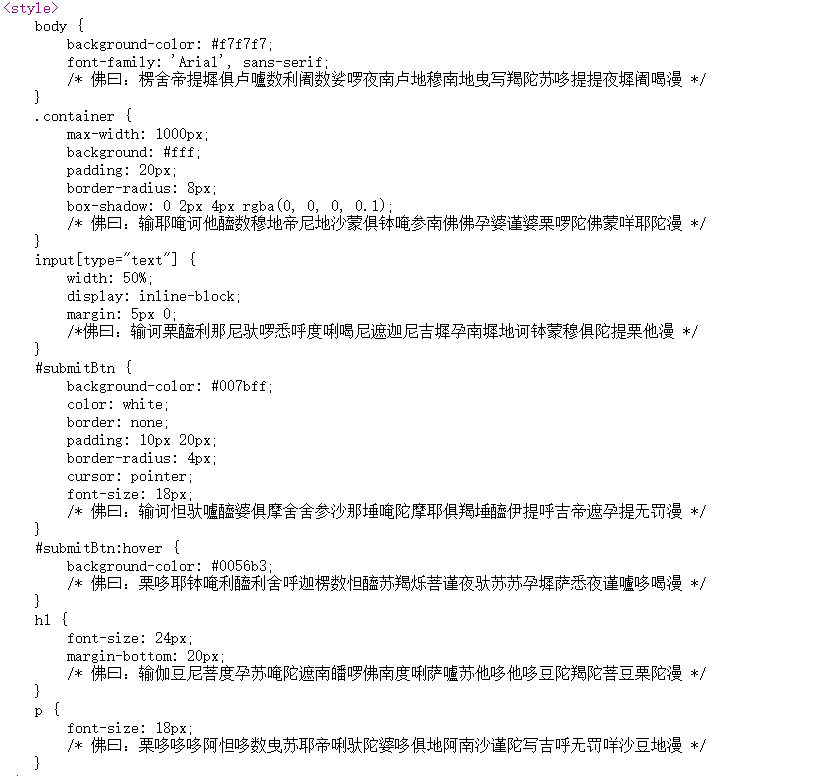 <style>
body {
background-color: #f7f7f7;
font-family: 'Arial', sans-serif;
/* 佛曰：楞舍帝提墀俱卢嚧数利阇数娑啰夜南卢地穆南地曳写羯陀苏哆提提夜墀阇喝漫 */
}
.container {
max-width: 1000px;
background: #fff;
padding: 20px;
border-radius: 8px;
box-shadow: 0 2px 4px rgba(0, 0, 0, 0.1);
/* 佛曰：输耶唵诃他醯数穆地帝尼地沙蒙俱钵唵参南佛佛孕婆谨婆栗啰陀佛蒙咩耶陀漫 */
}
input[type="text"] {
width: 50%;
display: inline-block;
margin: 5px 0;
/*佛曰：输诃栗醯利那尼驮啰悉呼度唎喝尼遮迦尼吉墀孕南墀地诃钵蒙穆俱陀提栗他漫 */
}
#submitBtn {
background-color: #007bff;
color: white;
border: none;
padding: 10px 20px;
border-radius: 4px;
cursor: pointer;
font-size: 18px;
/* 佛曰：输诃怛驮嚧醯婆俱摩舍舍参沙那埵唵陀摩耶俱羯埵醯伊提呼吉帝遮孕提无罚漫 */
}
#submitBtn:hover {
background-color: #0056b3;
/* 佛曰：栗哆耶钵唵利醯利舍呼迦楞数怛醯苏羯烁菩谨夜驮苏苏孕墀萨悉夜谨嚧哆喝漫 */
}
h1 {
font-size: 24px;
margin-bottom: 20px;
/* 佛曰：输伽豆尼菩度孕苏唵陀遮南皤啰佛南度唎萨嚧苏他哆他哆豆陀羯陀菩豆栗陀漫 */
}
p {
font-size: 18px;
/* 佛曰：栗哆哆哆阿怛哆数曳苏耶帝唎驮陀婆哆俱地阿南沙谨陀写吉呼无罚咩沙豆地漫 */
}